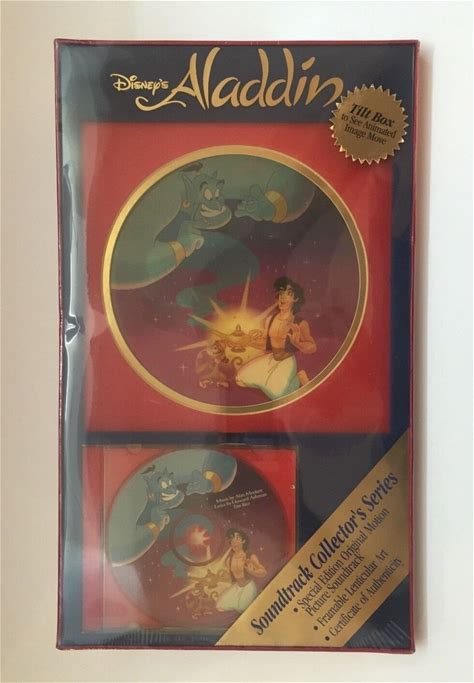 DISNEY'S Aladdin
Tilt Box
to See Animated
Image Move
Music by Alan Menken
Lyrics by Howard Ashman
Tim Rice
Soundtrack Collector's Series
• Special Edition Original Motion
Picture Soundtrack
• Framable Lenticular Art
• Certificate of Authenticity